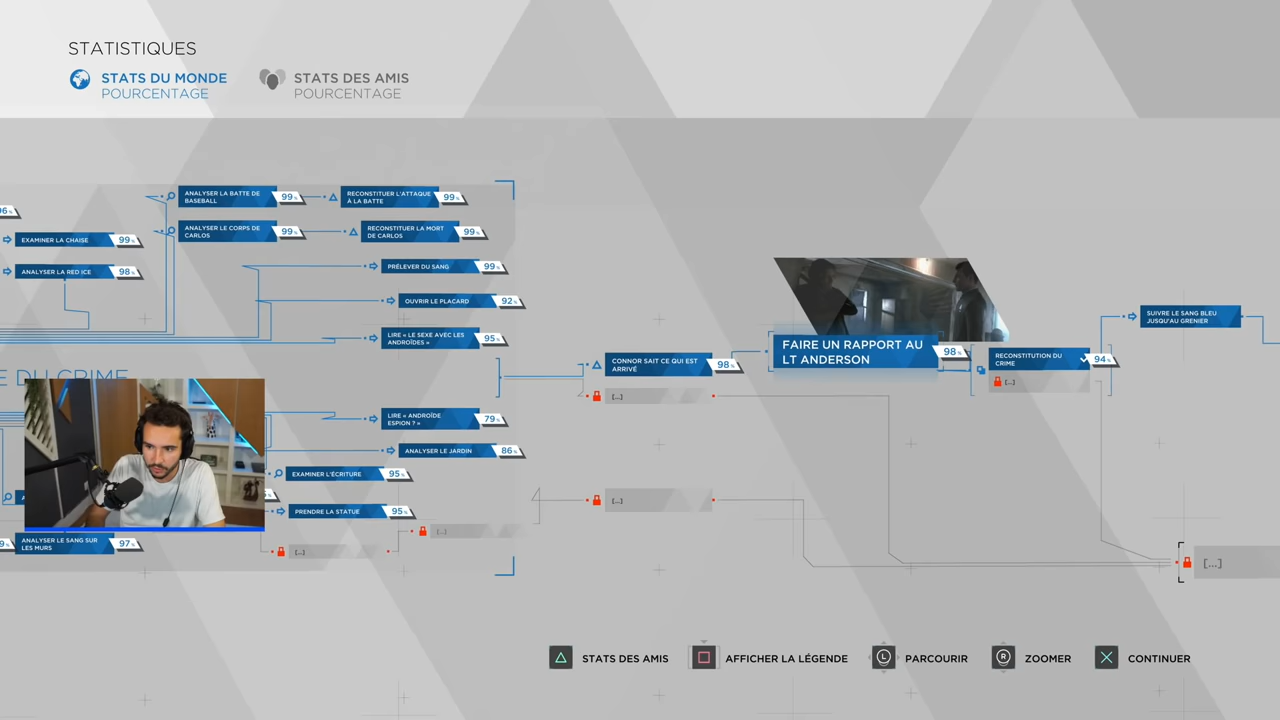 STATISTIQUES
STATS DU MONDE
POURCENTAGE
STATS DES AMIS
POURCENTAGE
96%
EXAMINER LA CHAISE
99%
ANALYSER LA RED ICE
98%
ANALYSER LA BATTE DE
BASEBALL
99%
RECONSTITUER L'ATTAQUE
À LA BATTE
99%
ANALYSER LE CORPS DE
CARLOS
99%
RECONSTITUER LA MORT
DE CARLOS
99%
PRÉLEVER DU SANG
99%
OUVRIR LE PLACARD
92%
LIRE « LE SEXE AVEC LES
ANDROÏDES »
95%
E DU CRIME
LIRE « ANDROÏDE
ESPION ? »
79%
ANALYSER LE JARDIN
86%
EXAMINER L'ÉCRITURE
95%
PRENDRE LA STATUE
95%
[...]
[...]
ANALYSER LE SANG SUR
LES MURS
97%
CONNOR SAIT CE QUI EST
ARRIVÉ
98%
[...]
[...]
FAIRE UN RAPPORT AU
LT ANDERSON
98%
RECONSTITUTION DU
CRIME
94%
[...]
SUIVRE LE SANG BLEU
JUSQU'AU GRENIER
[...]
STATS DES AMIS
AFFICHER LA LÉGENDE
L
PARCOURIR
R
ZOOMER
CONTINUER